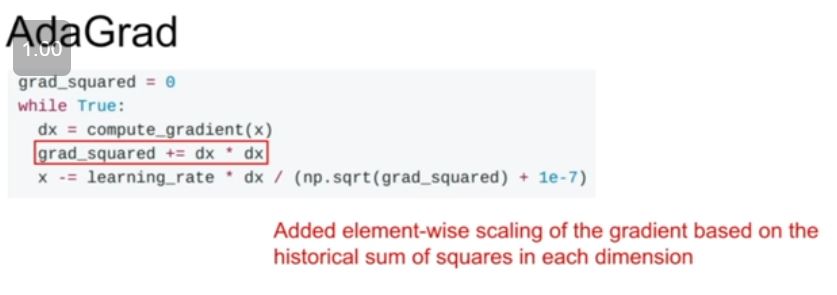 AdaGrad
1.00
grad_squared = 0
while True:
dx = compute_gradient(x)
grad_squared += dx * dx
x -= learning_rate * dx / (np.sqrt(grad_squared) + 1e-7)
Added element-wise scaling of the gradient based on the
historical sum of squares in each dimension